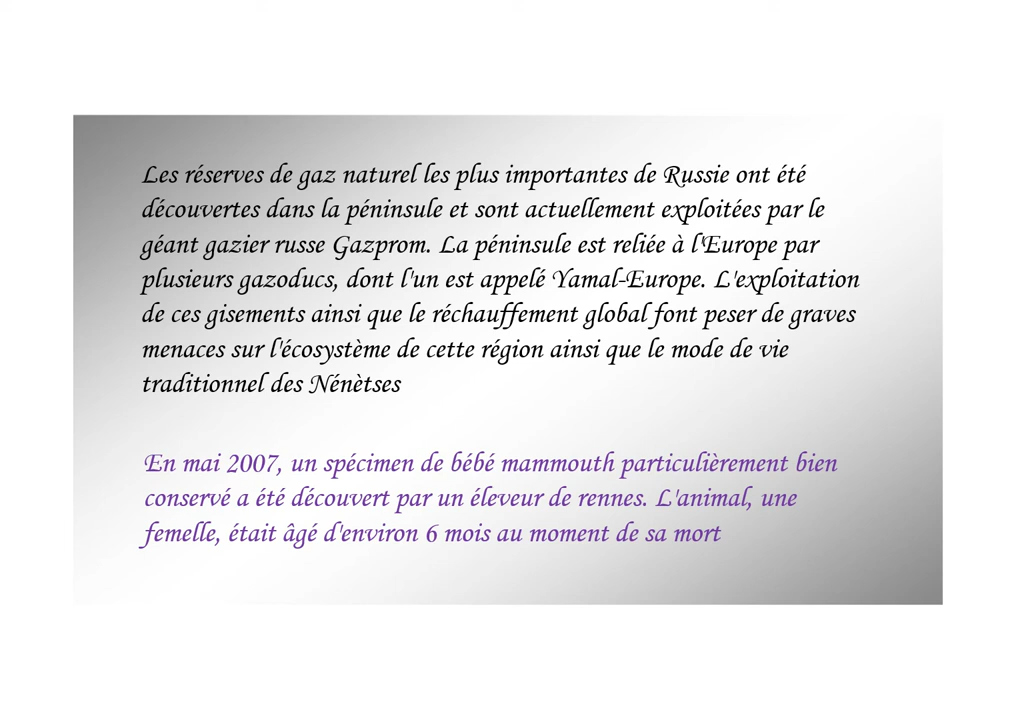 Les réserves de gaz naturel les plus importantes de Russie ont été
découvertes dans la péninsule et sont actuellement exploitées par le
géant gazier russe Gazprom. La péninsule est reliée à l'Europe par
plusieurs gazoducs, dont l'un est appelé Yamal-Europe. L'exploitation
de ces gisements ainsi que le réchauffement global font peser de graves
menaces sur l'écosystème de cette région ainsi que le mode de vie
traditionnel des Nénètses
En mai 2007, un spécimen de bébé mammouth particulièrement bien
conservé a été découvert par un éleveur de rennes. L'animal, une
femelle, était âgé d'environ 6 mois au moment de sa mort